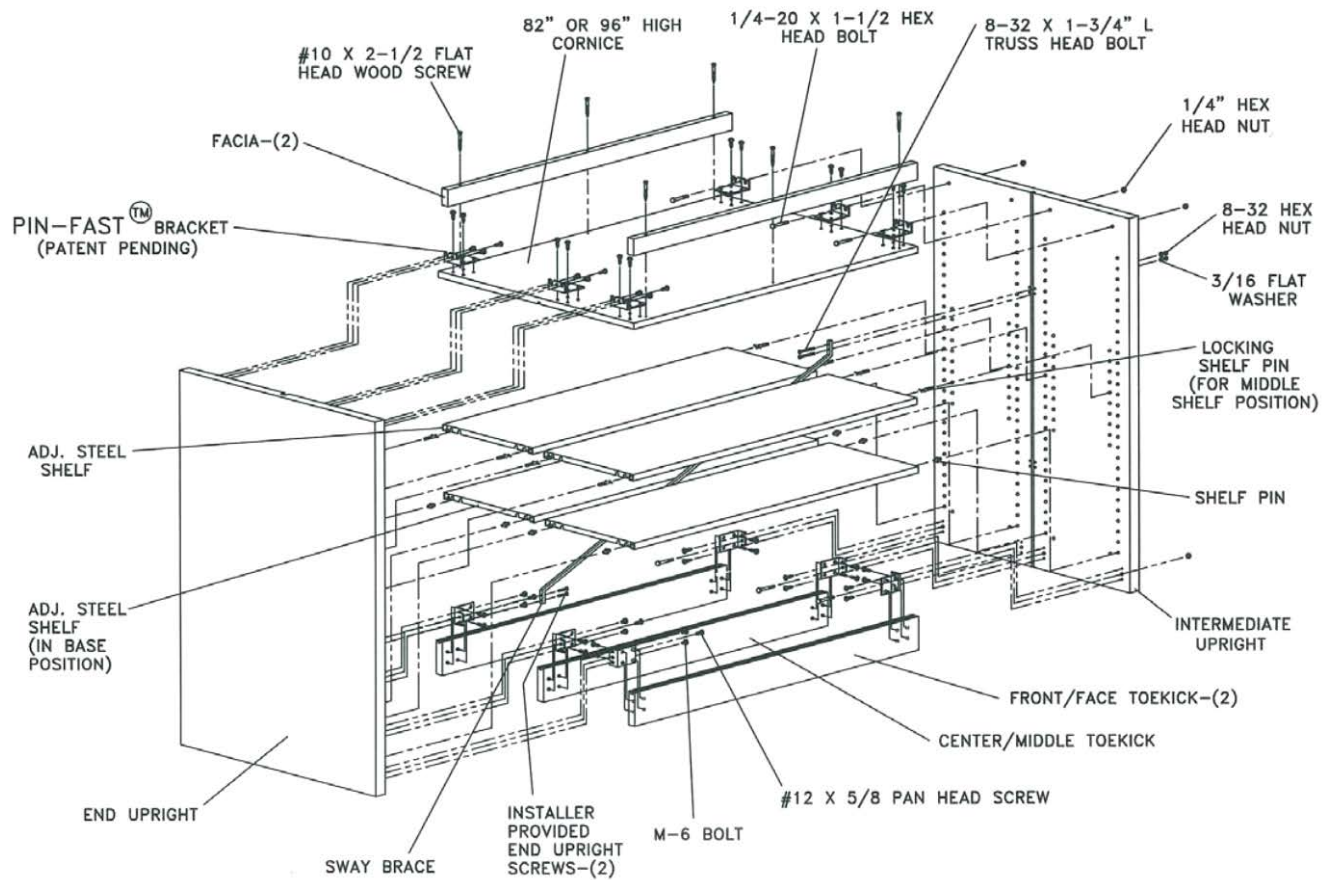 82" OR 96" HIGH
CORNICE
1/4-20 X 1-1/2 HEX
HEAD BOLT
8-32 X 1-3/4" L
TRUSS HEAD BOLT
#10 X 2-1/2 FLAT
HEAD WOOD SCREW
1/4" HEX
HEAD NUT
FACIA-(2)
PIN-FAST™ BRACKET
(PATENT PENDING)
8-32 HEX
HEAD NUT
3/16 FLAT
WASHER
LOCKING
SHELF PIN
(FOR MIDDLE
SHELF POSITION)
ADJ. STEEL
SHELF
SHELF PIN
ADJ. STEEL
SHELF
(IN BASE
POSITION)
INTERMEDIATE
UPRIGHT
FRONT/FACE TOEKICK-(2)
CENTER/MIDDLE TOEKICK
#12 X 5/8 PAN HEAD SCREW
END UPRIGHT
INSTALLER
PROVIDED
END UPRIGHT
SCREWS-(2)
M-6 BOLT
SWAY BRACE